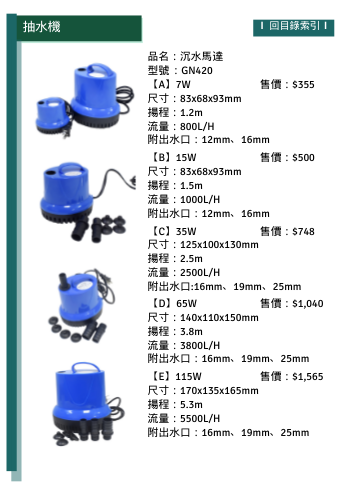 抽水機
回目錄索引
品名：沉水馬達
型號：GN420
【A】7W 售價：$355
尺寸：83x68x93mm
揚程：1.2m
流量：800L/H
附出水口：12mm、16mm
【B】15W 售價：$500
尺寸：83x68x93mm
揚程：1.5m
流量：1000L/H
附出水口：12mm、16mm
【C】35W 售價：$748
尺寸：125x100x130mm
揚程：2.5m
流量：2500L/H
附出水口:16mm、19mm、25mm
【D】65W 售價：$1,040
尺寸：140x110x150mm
揚程：3.8m
流量：3800L/H
附出水口：16mm、19mm、25mm
【E】115W 售價：$1,565
尺寸：170x135x165mm
揚程：5.3m
流量：5500L/H
附出水口：16mm、19mm、25mm